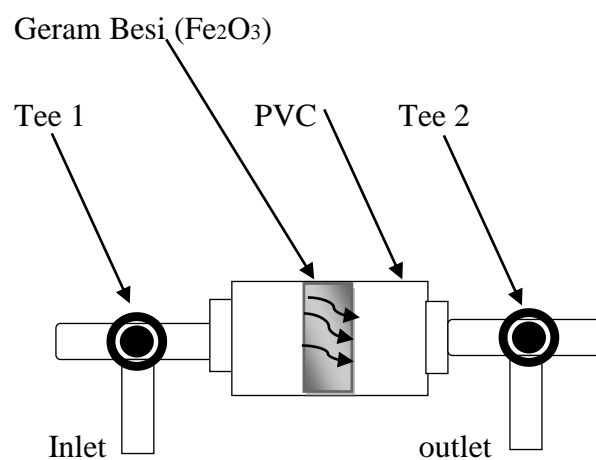 Geram Besi (Fe₂O₃)
Tee 1 PVC Tee 2
Inlet outlet